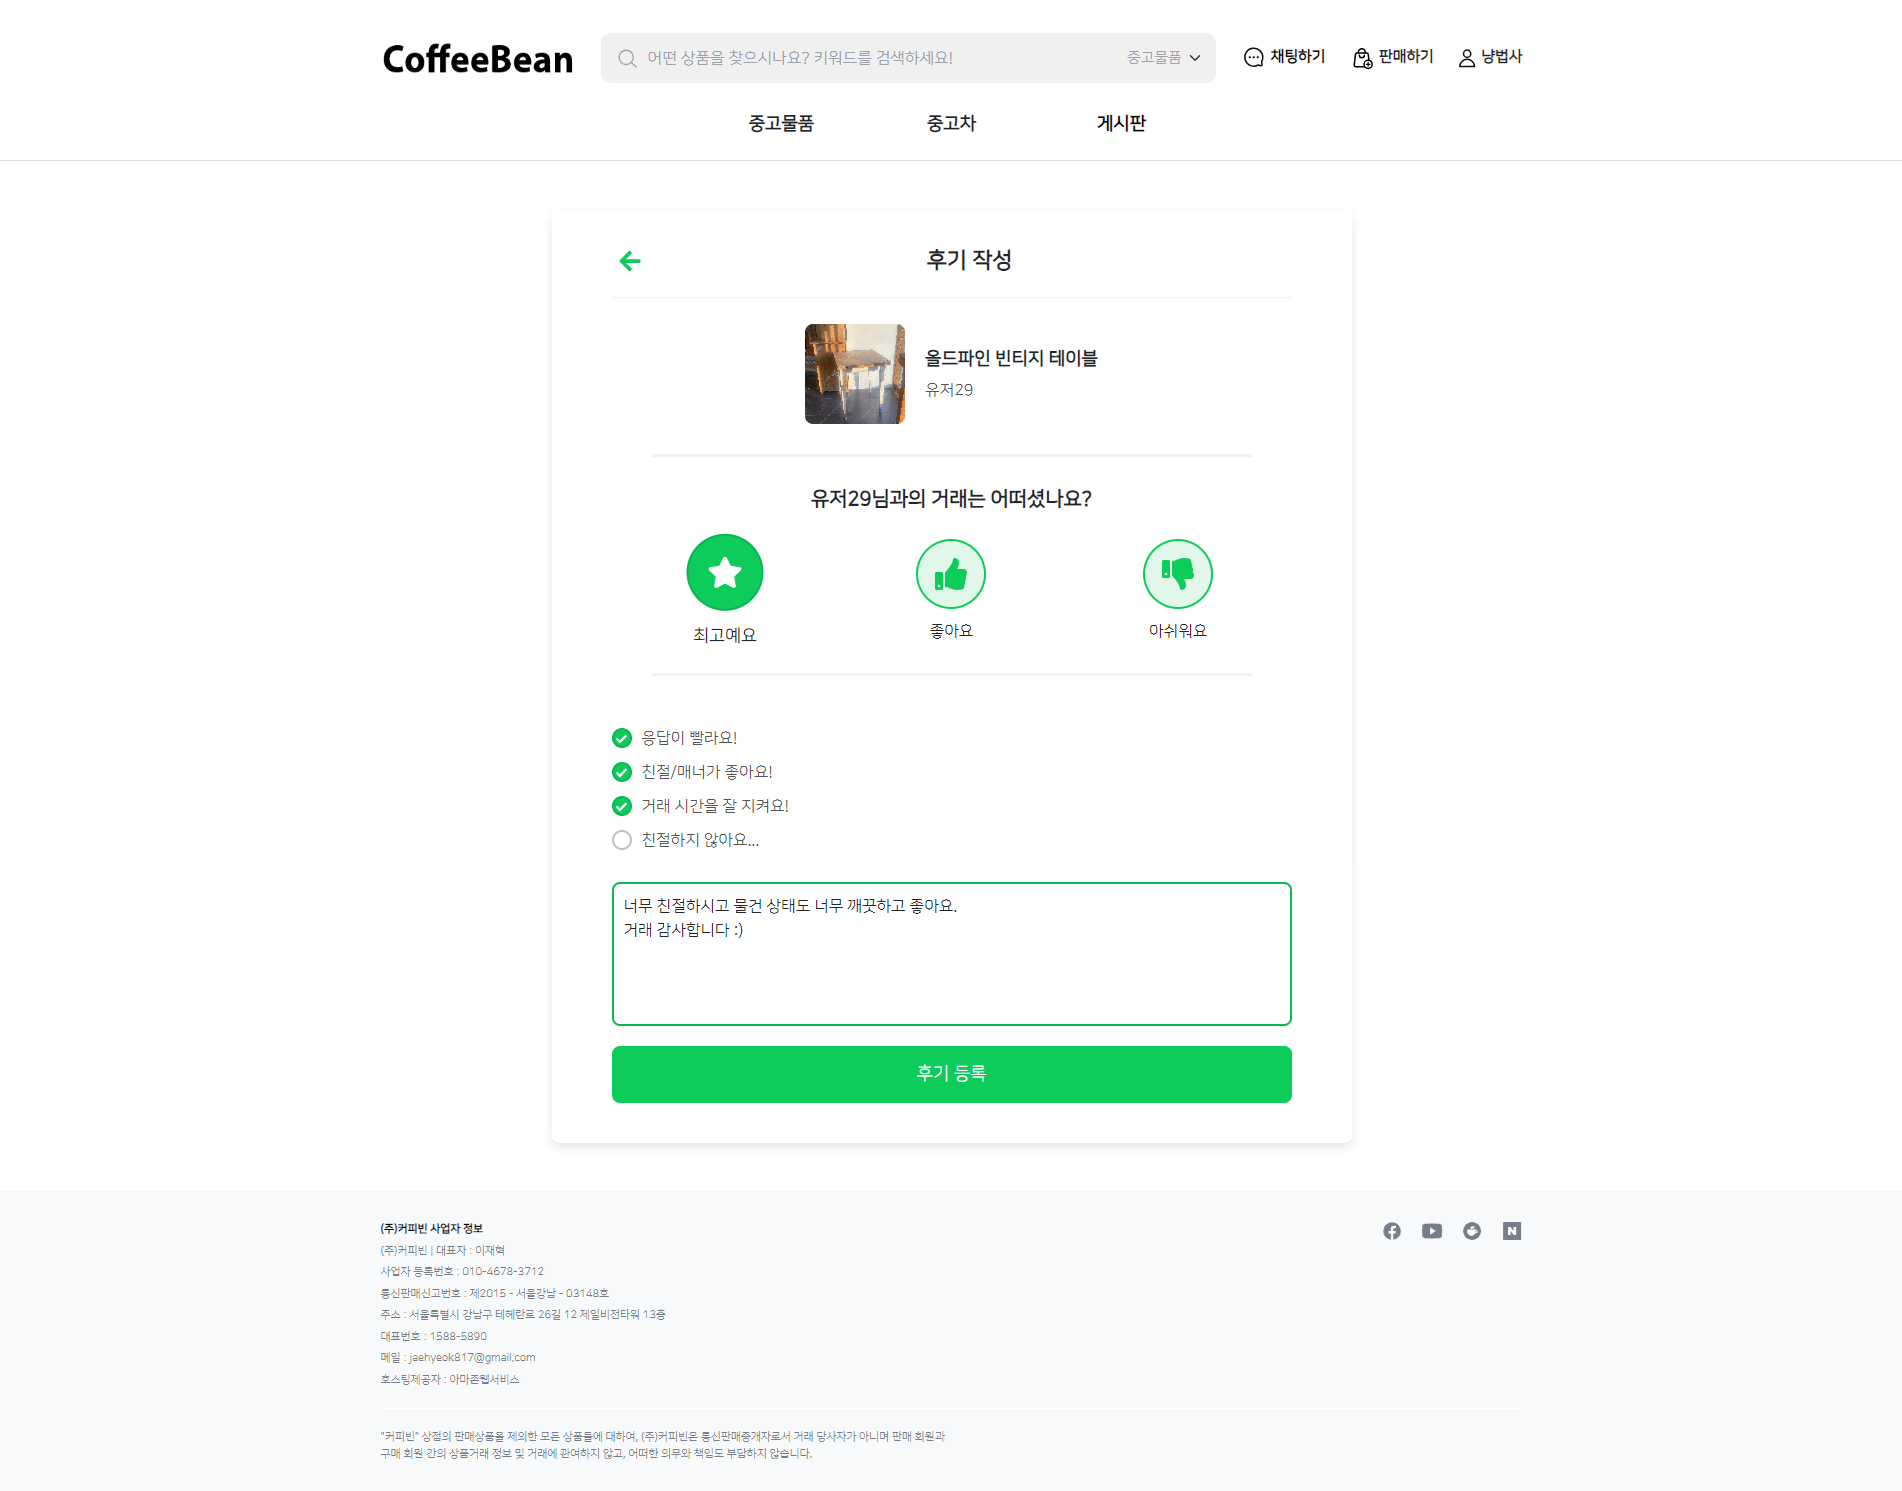 CoffeeBean
어떤 상품을 찾으시나요? 키워드를 검색하세요!
중고물품
채팅하기
판매하기
냥법사
중고물품
중고차
게시판
후기 작성
올드파인 빈티지 테이블
유저29
유저29님과의 거래는 어떠셨나요?
최고예요
좋아요
아쉬워요
응답이 빨라요!
친절/매너가 좋아요!
거래 시간을 잘 지켜요!
친절하지 않아요...
너무 친절하시고 물건 상태도 너무 깨끗하고 좋아요.
거래 감사합니다 :)
후기 등록
(주)커피빈 사업자 정보
(주)커피빈 | 대표자 : 이재혁
사업자 등록번호 : 010-4678-3712
통신판매신고번호 : 제2015 - 서울강남 - 03148호
주소 : 서울특별시 강남구 테헤란로 26길 12 제일비전타워 13층
대표번호 : 1588-5890
메일 : jaehyeok817@gmail.com
호스팅제공자 : 아마존웹서비스
N
"커피빈" 상점의 판매상품을 제외한 모든 상품들에 대하여, (주)커피빈은 통신판매중개자로서 거래 당사자가 아니며 판매 회원과
구매 회원 간의 상품거래 정보 및 거래에 관여하지 않고, 어떠한 의무와 책임도 부담하지 않습니다.